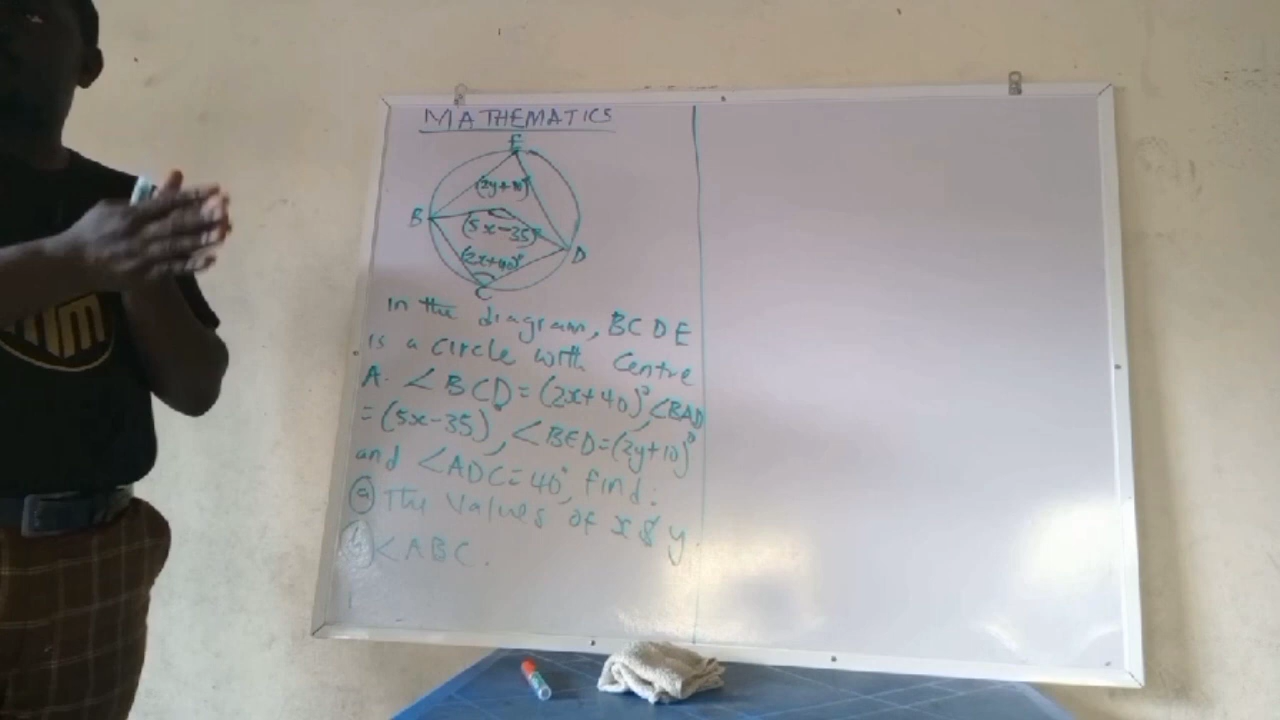 MATHEMATICS
E
(2y+10)°
B
(5x-35)°
D
(2x+40)°
C
In the diagram, BCDE
is a circle with Centre
A. ∠BCD=(2x+40)°, ∠BAD
=(5x-35)°, ∠BED=(2y+10)°
and ∠ADC=40°, find:
(a) The values of x & y.
∠ABC.